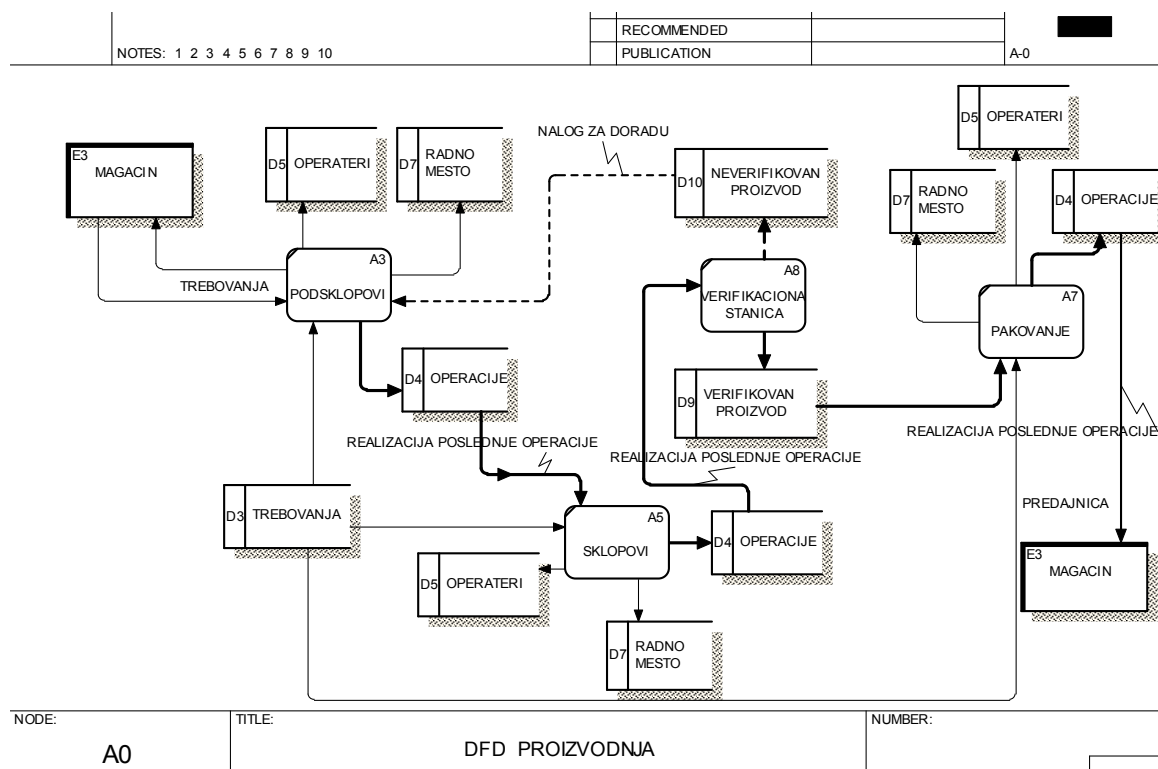 RECOMMENDED
NOTES: 1 2 3 4 5 6 7 8 9 10
PUBLICATION
A-0
E3
MAGACIN
D5
OPERATERI
D7
RADNO
MESTO
NALOG ZA DORADU
D10
NEVERIFIKOVAN
PROIZVOD
D5
OPERATERI
D7
RADNO
MESTO
D4
OPERACIJE
TREBOVANJA
A3
PODSKLOPOVI
A8
VERIFIKACIONA
STANICA
A7
PAKOVANJE
D4
OPERACIJE
D9
VERIFIKOVAN
PROIZVOD
REALIZACIJA POSLEDNJE OPERACIJE
REALIZACIJA POSLEDNJE OPERACIJE
REALIZACIJA POSLEDNJE OPERACIJE
D3
TREBOVANJA
A5
SKLOPOVI
D4
OPERACIJE
PREDAJNICA
E3
MAGACIN
D5
OPERATERI
D7
RADNO
MESTO
NODE:
A0
TITLE:
DFD PROIZVODNJA
NUMBER: